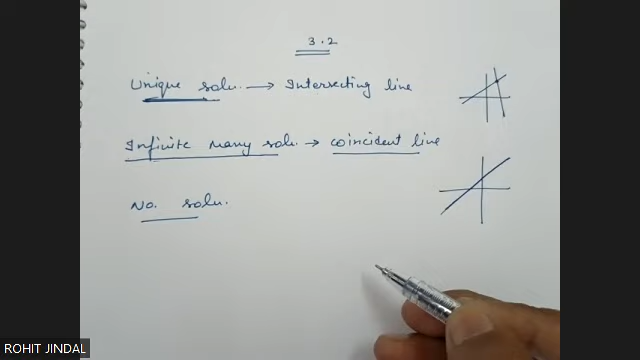 3.2
Unique solu. → Intersecting line
Infinite many solu. → coincident line
No. solu.
ROHIT JINDAL